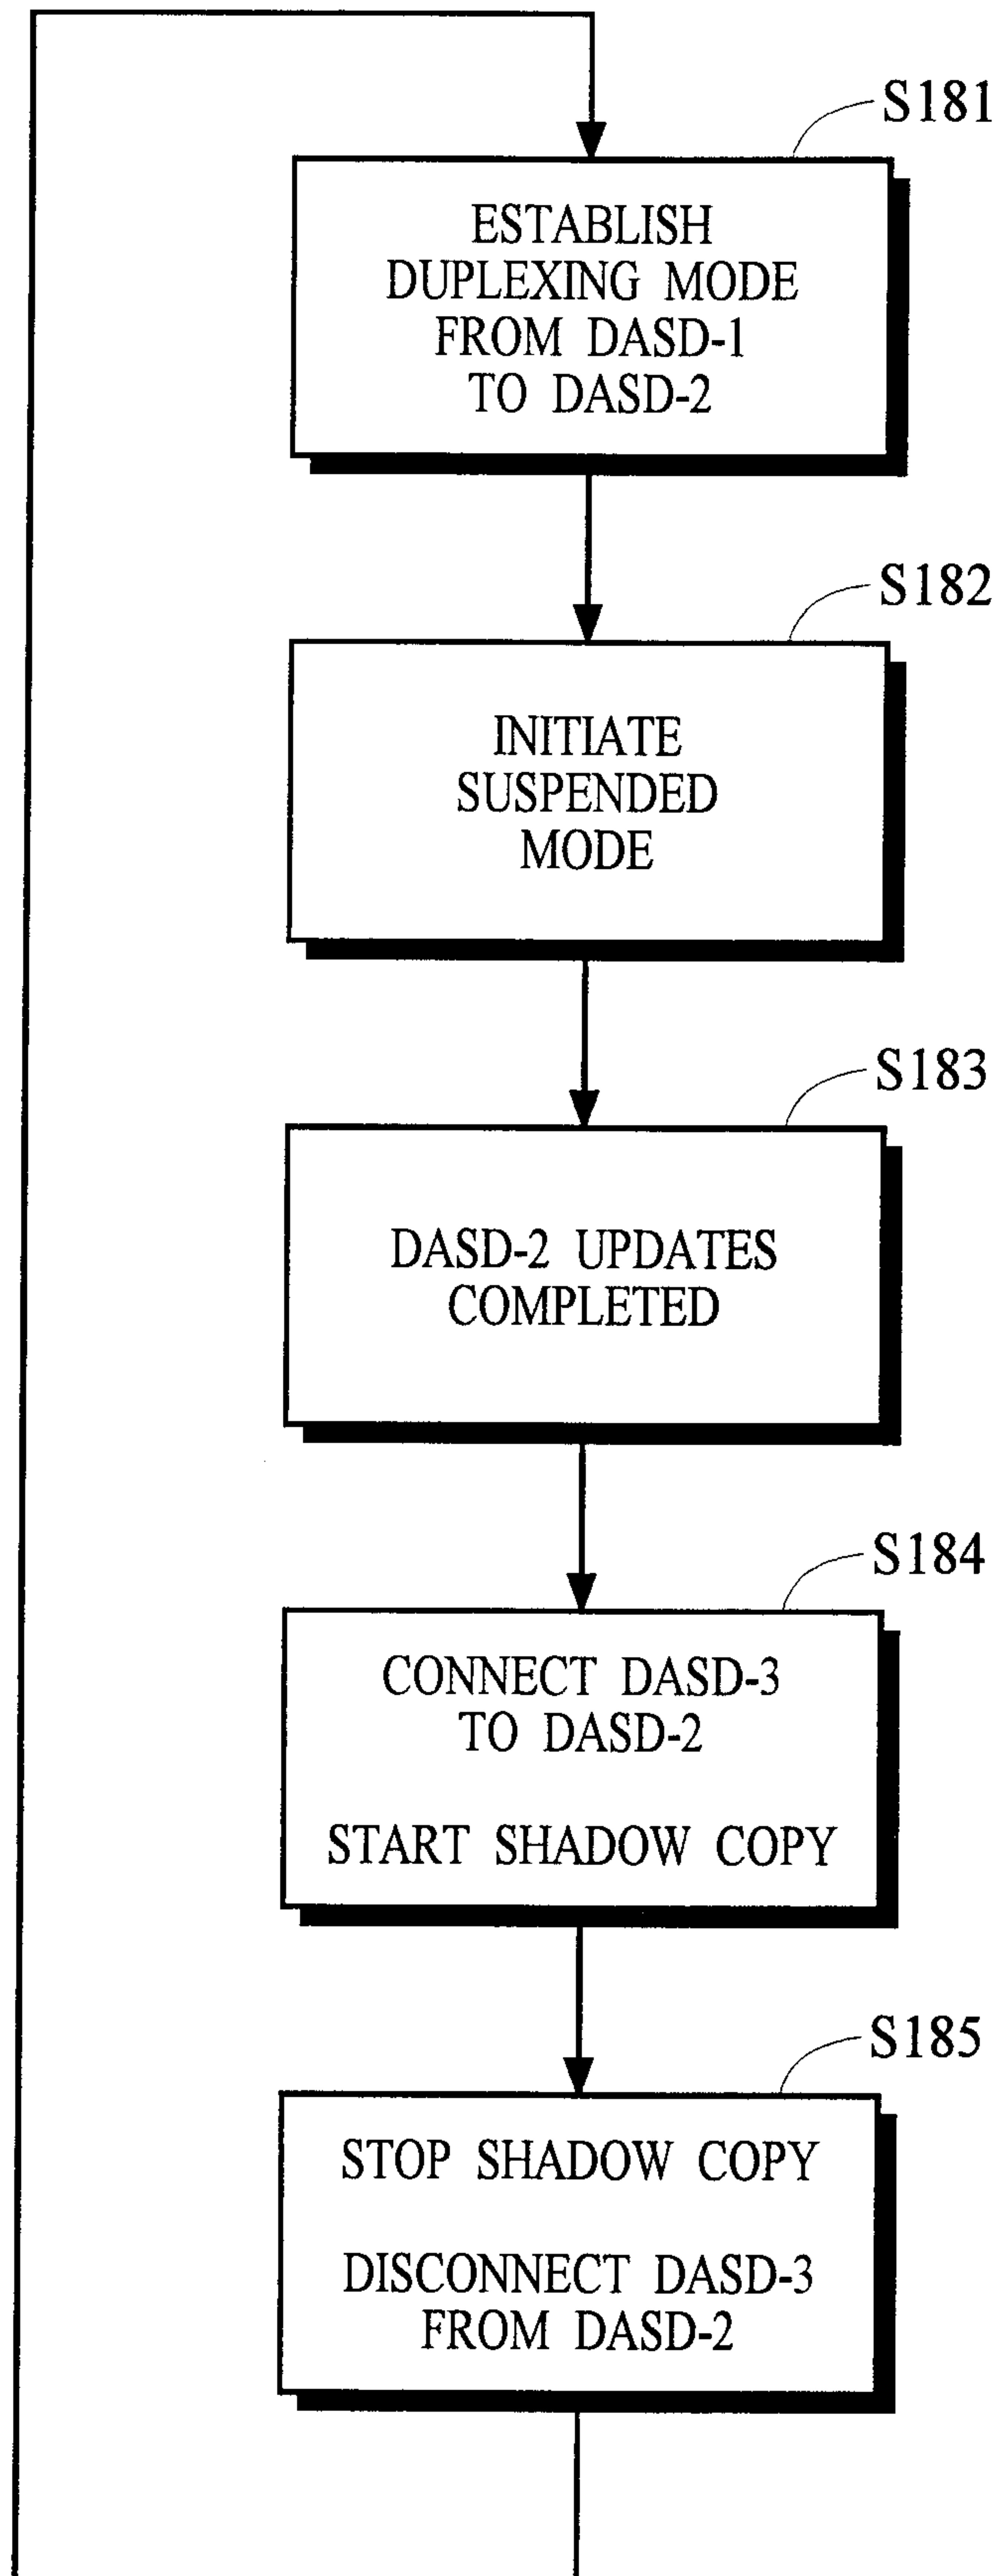 S181
ESTABLISH
DUPLEXING MODE
FROM DASD-1
TO DASD-2
S182
INITIATE
SUSPENDED
MODE
S183
DASD-2 UPDATES
COMPLETED
S184
CONNECT DASD-3
TO DASD-2
START SHADOW COPY
S185
STOP SHADOW COPY
DISCONNECT DASD-3
FROM DASD-2